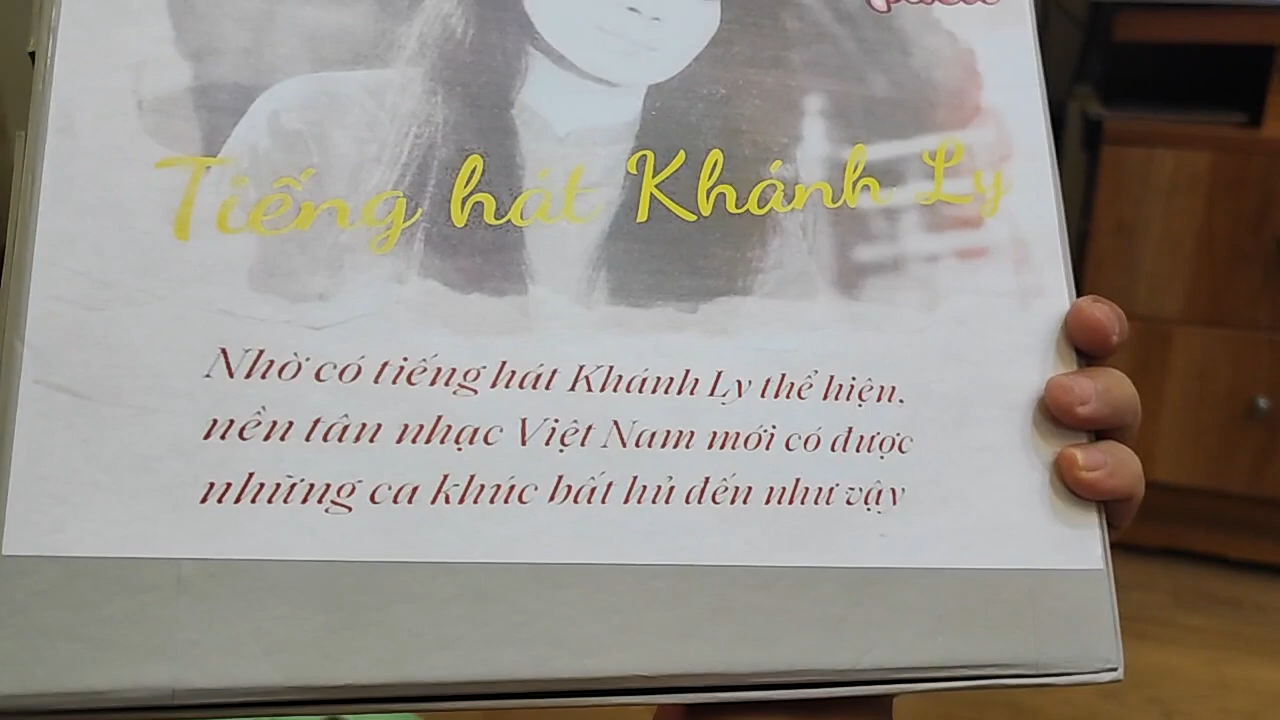 Tiếng hát Khánh Ly
Nhờ có tiếng hát Khánh Ly thể hiện,
nền tân nhạc Việt Nam mới có được
những ca khúc bất hủ đến như vậy